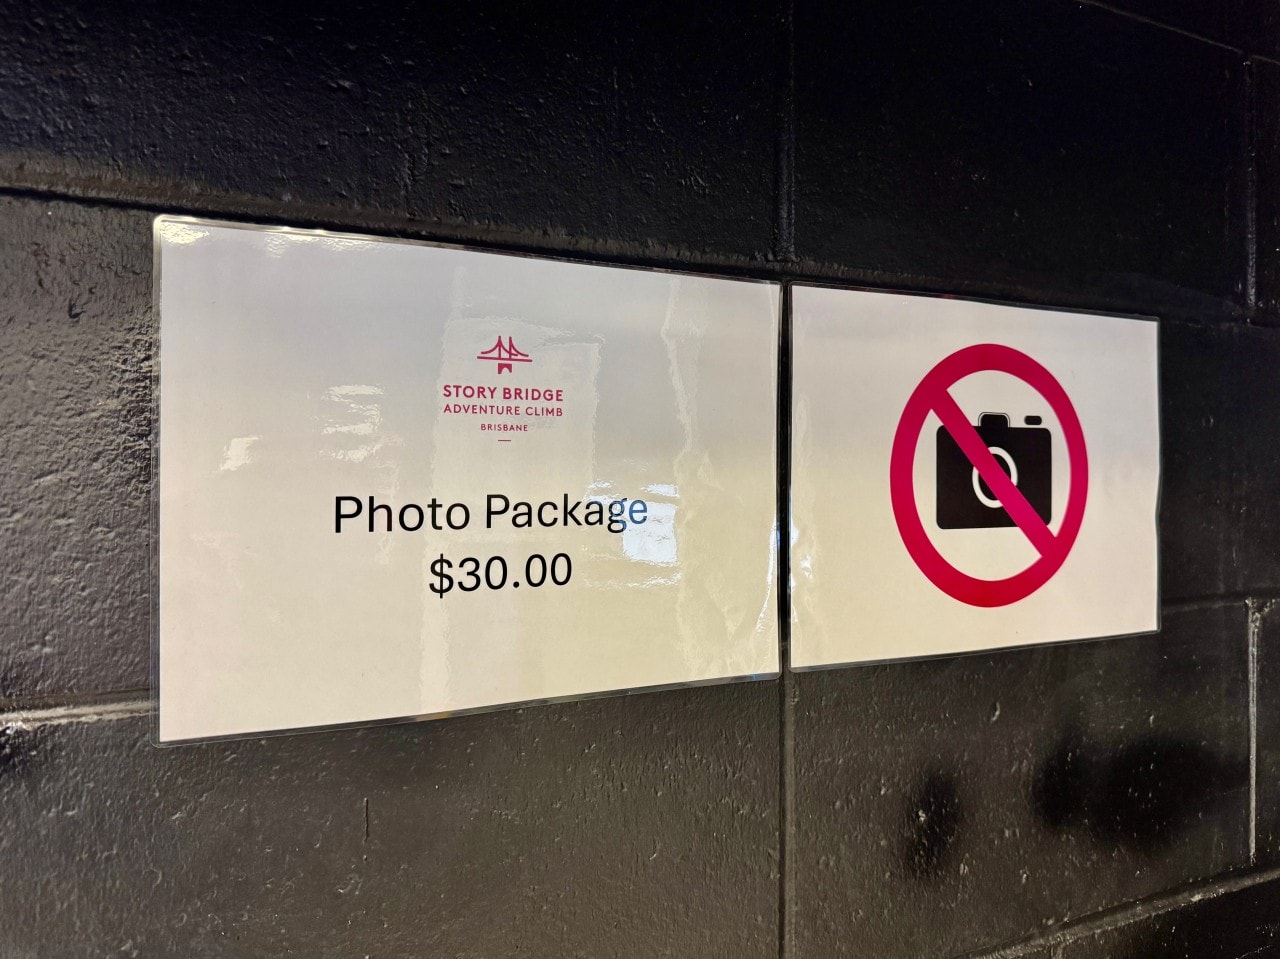 STORY BRIDGE
ADVENTURE CLIMB
BRISBANE
Photo Package
$30.00